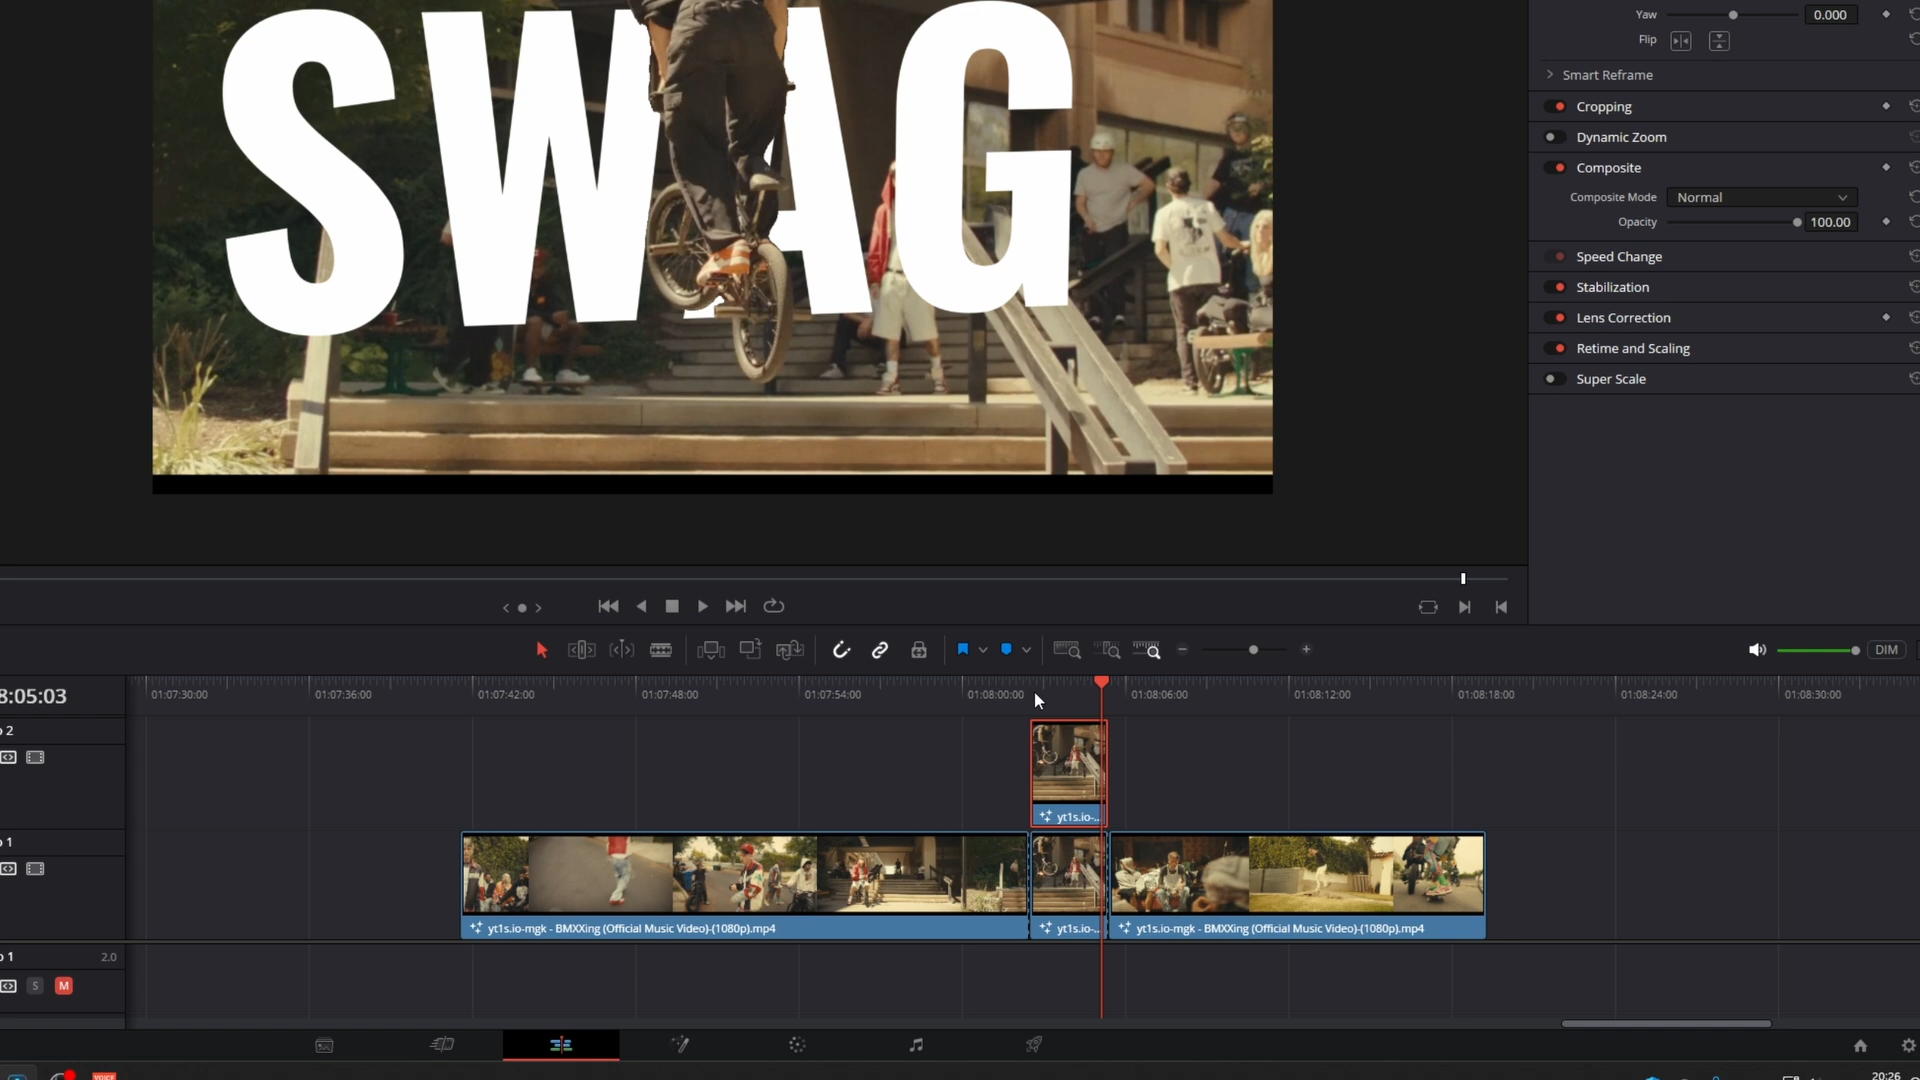 SWAG
Yaw 0.000
Flip
Smart Reframe
Cropping
Dynamic Zoom
Composite
Composite Mode Normal
Opacity 100.00
Speed Change
Stabilization
Lens Correction
Retime and Scaling
Super Scale
DIM
8:05:03
01:07:30:00 01:07:36:00 01:07:42:00 01:07:48:00 01:07:54:00 01:08:00:00 01:08:06:00 01:08:12:00 01:08:18:00 01:08:24:00 01:08:30:00
o 2
yt1s.io-...
o 1
yt1s.io-mgk - BMXXing (Official Music Video)-(1080p).mp4
yt1s.io-...
yt1s.io-mgk - BMXXing (Official Music Video)-(1080p).mp4
o 1 2.0
S M
VOICE
20:26